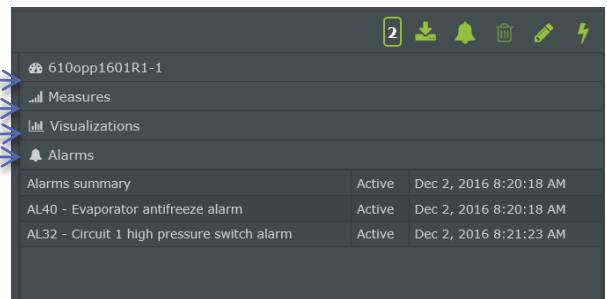 2
610opp1601R1-1
Measures
Visualizations
Alarms
Alarms summary Active Dec 2, 2016 8:20:18 AM
AL40 - Evaporator antifreeze alarm Active Dec 2, 2016 8:20:18 AM
AL32 - Circuit 1 high pressure switch alarm Active Dec 2, 2016 8:21:23 AM